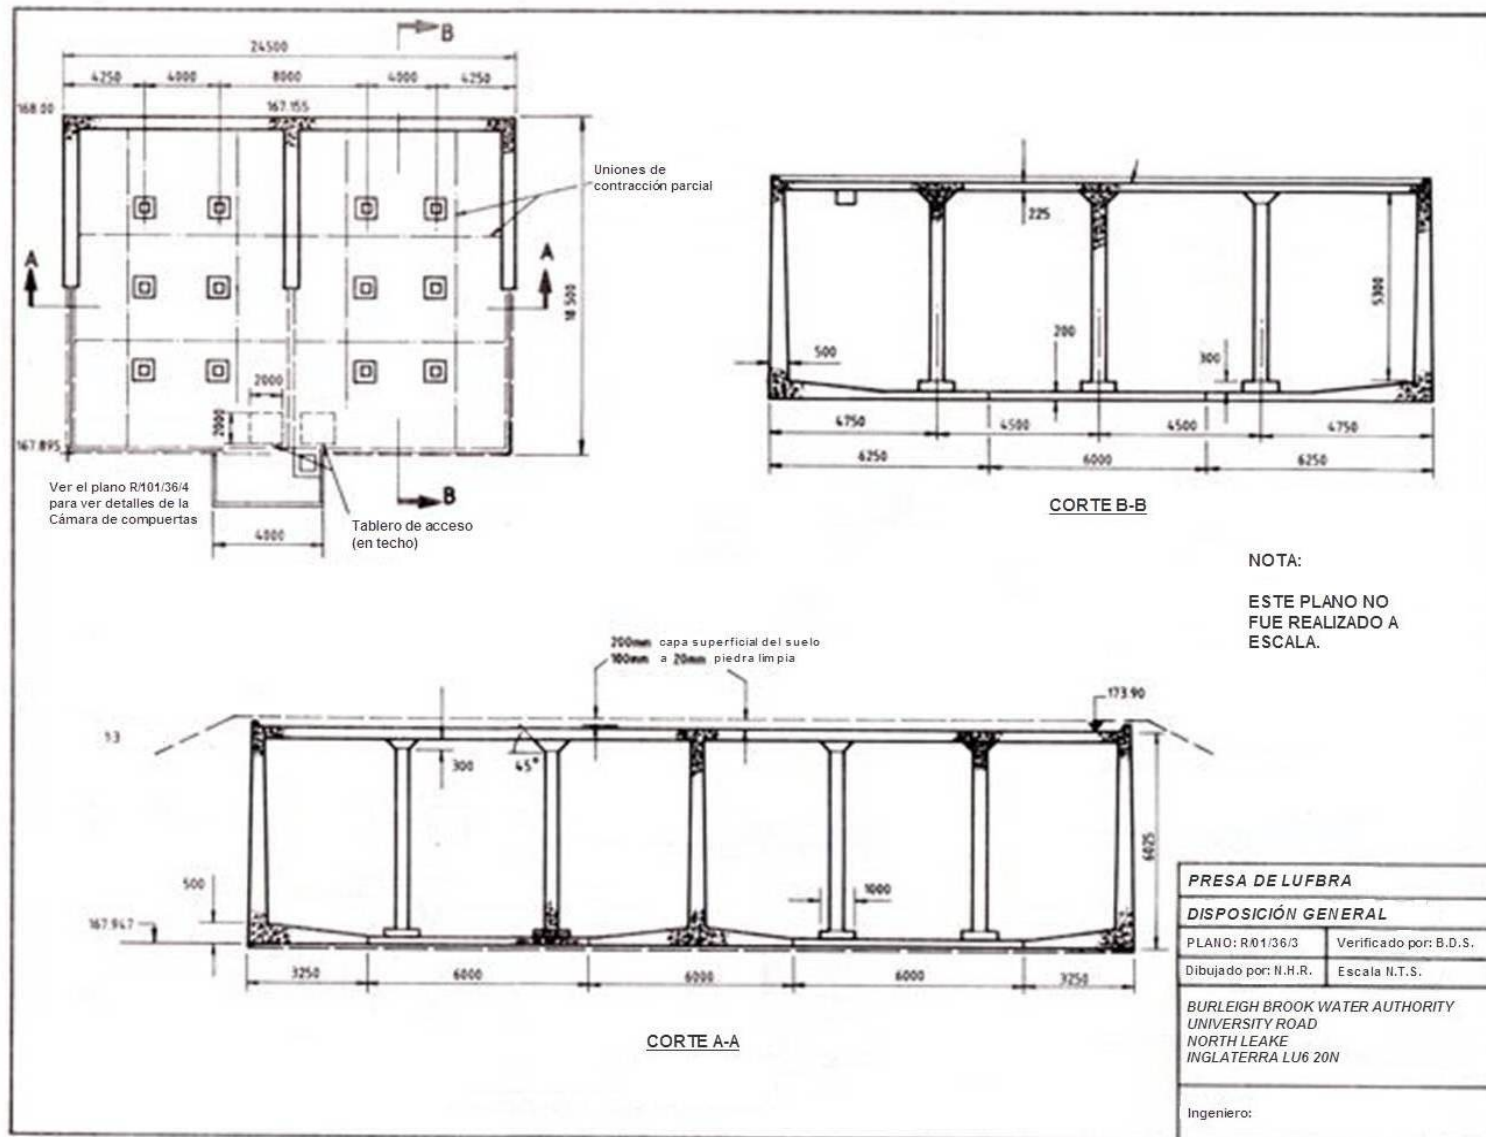 B
24500
4250 4000 8000 4000 4250
168.00
167.155
Uniones de
contracción parcial
A
A
18 500
2000
2000
167.895
Ver el plano R/101/36/4
para ver detalles de la
Cámara de compuertas
B
Tablero de acceso
(en techo)
4000
225
5300
200
500
300
4750 4500 4500 4750
6250 6000 6250
CORTE B-B
NOTA:
ESTE PLANO NO
FUE REALIZADO A
ESCALA.
200mm capa superficial del suelo
100mm a 20mm piedra limpia
173.90
1:3
300
45°
6025
500
1000
167.947
3250 6000 6000 6000 3250
CORTE A-A
PRESA DE LUFBRA
DISPOSICIÓN GENERAL
PLANO: R/01/36/3 Verificado por: B.D.S.
Dibujado por: N.H.R. Escala N.T.S.
BURLEIGH BROOK WATER AUTHORITY
UNIVERSITY ROAD
NORTH LEAKE
INGLATERRA LU6 20N
Ingeniero: